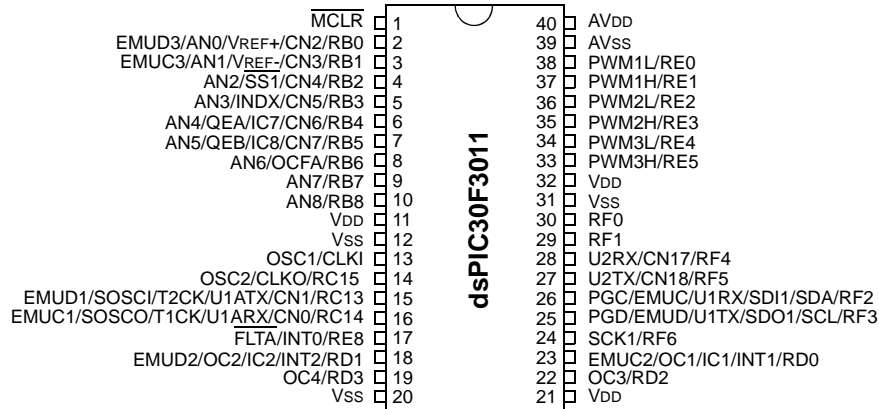 MCLR 1 40 AVDD
EMUD3/AN0/VREF+/CN2/RB0 2 39 AVSS
EMUC3/AN1/VREF-/CN3/RB1 3 38 PWM1L/RE0
AN2/SS1/CN4/RB2 4 37 PWM1H/RE1
AN3/INDX/CN5/RB3 5 36 PWM2L/RE2
AN4/QEA/IC7/CN6/RB4 6 35 PWM2H/RE3
AN5/QEB/IC8/CN7/RB5 7 34 PWM3L/RE4
AN6/OCFA/RB6 8 33 PWM3H/RE5
AN7/RB7 9 32 VDD
AN8/RB8 10 31 VSS
VDD 11 30 RF0
VSS 12 29 RF1
OSC1/CLKI 13 28 U2RX/CN17/RF4
OSC2/CLKO/RC15 14 27 U2TX/CN18/RF5
EMUD1/SOSCI/T2CK/U1ATX/CN1/RC13 15 26 PGC/EMUC/U1RX/SDI1/SDA/RF2
EMUC1/SOSCO/T1CK/U1ARX/CN0/RC14 16 25 PGD/EMUD/U1TX/SDO1/SCL/RF3
FLTA/INT0/RE8 17 24 SCK1/RF6
EMUD2/OC2/IC2/INT2/RD1 18 23 EMUC2/OC1/IC1/INT1/RD0
OC4/RD3 19 22 OC3/RD2
VSS 20 21 VDD
dsPIC30F3011